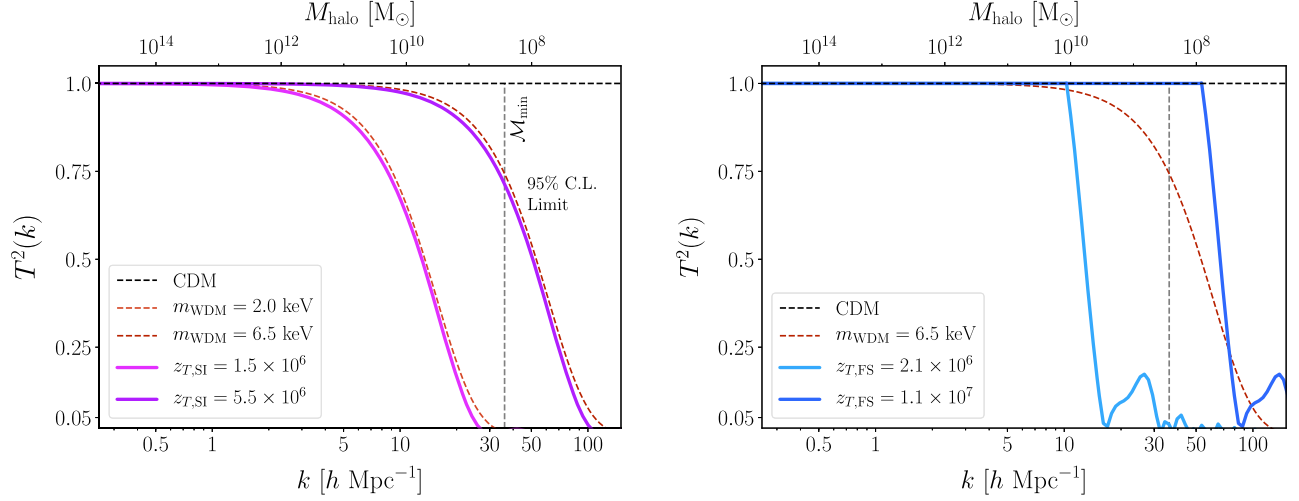 M_halo [M_⊙]
10^14 10^12 10^10 10^8
T^2(k)
1.0
0.75
0.5
0.25
0.05
M_min
95% C.L.
Limit
CDM
m_WDM = 2.0 keV
m_WDM = 6.5 keV
z_T,SI = 1.5 × 10^6
z_T,SI = 5.5 × 10^6
0.5 1 5 10 30 50 100
k [h Mpc^−1]
M_halo [M_⊙]
10^14 10^12 10^10 10^8
T^2(k)
1.0
0.75
0.5
0.25
0.05
CDM
m_WDM = 6.5 keV
z_T,FS = 2.1 × 10^6
z_T,FS = 1.1 × 10^7
0.5 1 5 10 30 50 100
k [h Mpc^−1]